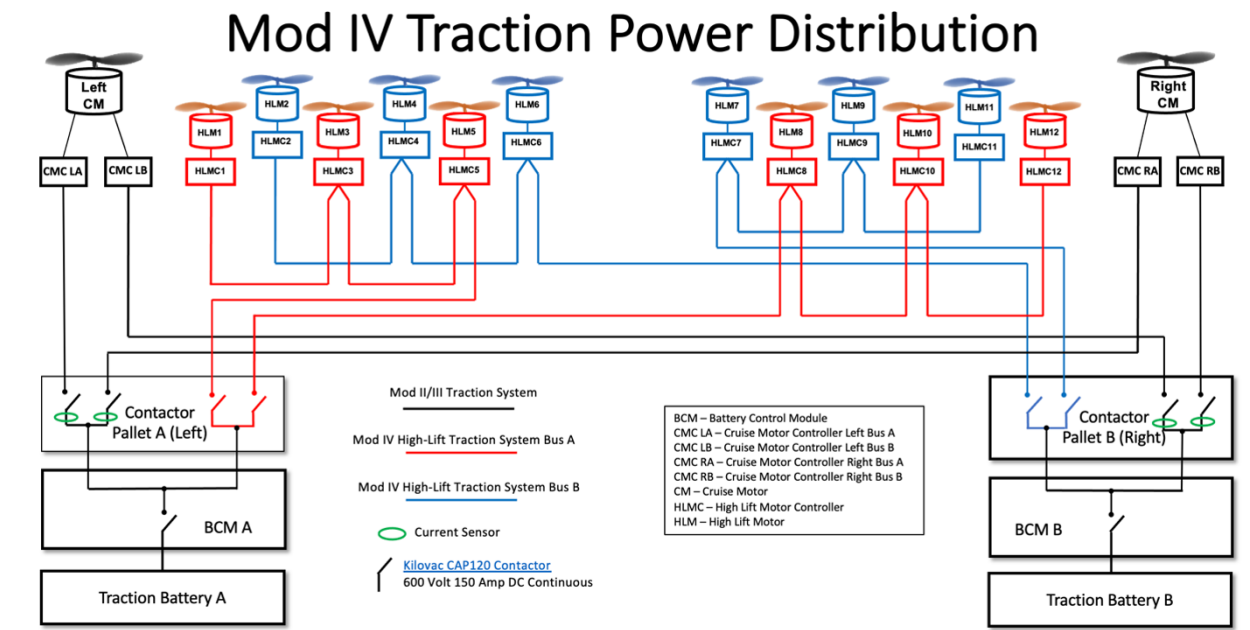 Mod IV Traction Power Distribution
Left
CM
HLM2
HLM4
HLM6
HLM7
HLM9
HLM11
Right
CM
HLM1
HLM3
HLM5
HLM8
HLM10
HLM12
HLMC2
HLMC4
HLMC6
HLMC7
HLMC9
HLMC11
CMC LA
CMC LB
HLMC1
HLMC3
HLMC5
HLMC8
HLMC10
HLMC12
CMC RA
CMC RB
Contactor
Pallet A (Left)
Mod II/III Traction System
Mod IV High-Lift Traction System Bus A
Mod IV High-Lift Traction System Bus B
Current Sensor
Kilovac CAP120 Contactor
600 Volt 150 Amp DC Continuous
BCM – Battery Control Module
CMC LA – Cruise Motor Controller Left Bus A
CMC LB – Cruise Motor Controller Left Bus B
CMC RA – Cruise Motor Controller Right Bus A
CMC RB – Cruise Motor Controller Right Bus B
CM – Cruise Motor
HLMC – High Lift Motor Controller
HLM – High Lift Motor
Contactor
Pallet B (Right)
BCM A
BCM B
Traction Battery A
Traction Battery B